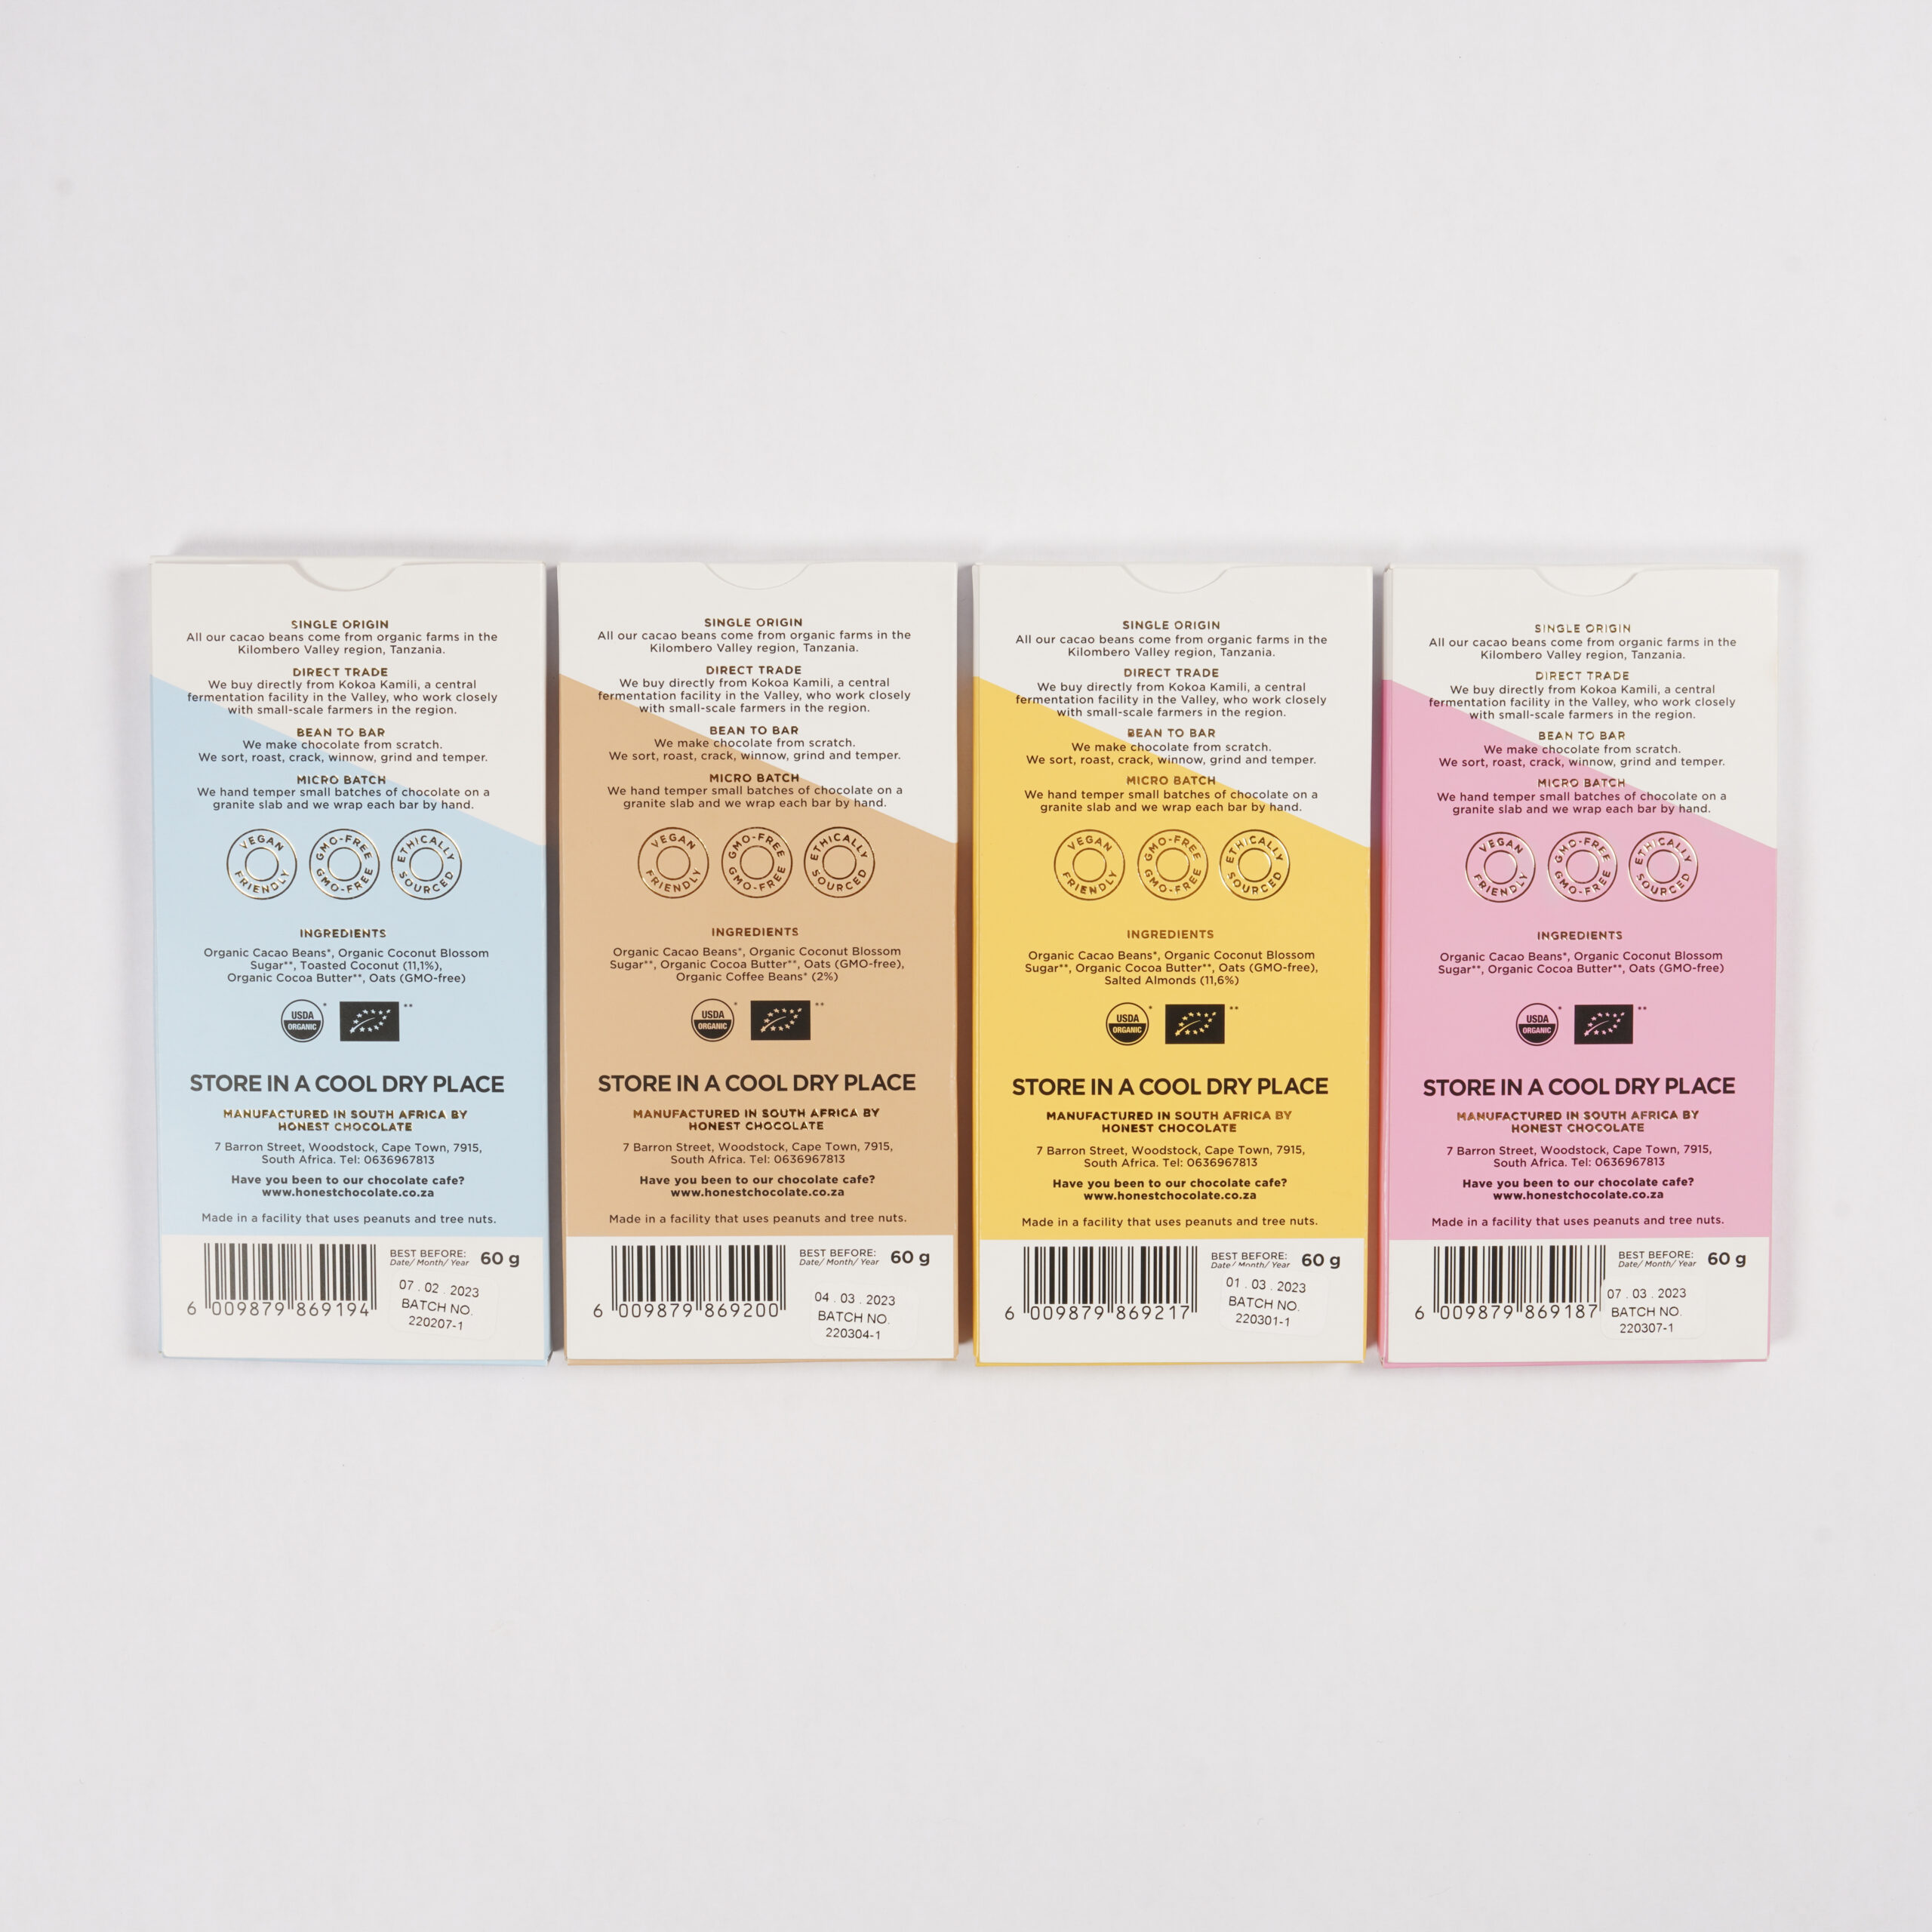 SINGLE ORIGIN
All our cacao beans come from organic farms in the
Kilombero Valley region, Tanzania.
DIRECT TRADE
We buy directly from Kokoa Kamili, a central
fermentation facility in the Valley, who work closely
with small-scale farmers in the region.
BEAN TO BAR
We make chocolate from scratch.
We sort, roast, crack, winnow, grind and temper.
MICRO BATCH
We hand temper small batches of chocolate on a
granite slab and we wrap each bar by hand.
VEGAN FRIENDLY
GMO-FREE GMO-FREE
ETHICALLY SOURCED
INGREDIENTS
Organic Cacao Beans*, Organic Coconut Blossom
Sugar**, Toasted Coconut (11,1%),
Organic Cocoa Butter**, Oats (GMO-free)
USDA
ORGANIC
*
**
STORE IN A COOL DRY PLACE
MANUFACTURED IN SOUTH AFRICA BY
HONEST CHOCOLATE
7 Barron Street, Woodstock, Cape Town, 7915,
South Africa. Tel: 0636967813
Have you been to our chocolate cafe?
www.honestchocolate.co.za
Made in a facility that uses peanuts and tree nuts.
BEST BEFORE:
Date/ Month/ Year
60 g
07 . 02 . 2023
BATCH NO.
220207-1
6 009879 869194
SINGLE ORIGIN
All our cacao beans come from organic farms in the
Kilombero Valley region, Tanzania.
DIRECT TRADE
We buy directly from Kokoa Kamili, a central
fermentation facility in the Valley, who work closely
with small-scale farmers in the region.
BEAN TO BAR
We make chocolate from scratch.
We sort, roast, crack, winnow, grind and temper.
MICRO BATCH
We hand temper small batches of chocolate on a
granite slab and we wrap each bar by hand.
VEGAN FRIENDLY
GMO-FREE GMO-FREE
ETHICALLY SOURCED
INGREDIENTS
Organic Cacao Beans*, Organic Coconut Blossom
Sugar**, Organic Cocoa Butter**, Oats (GMO-free),
Organic Coffee Beans* (2%)
USDA
ORGANIC
*
**
STORE IN A COOL DRY PLACE
MANUFACTURED IN SOUTH AFRICA BY
HONEST CHOCOLATE
7 Barron Street, Woodstock, Cape Town, 7915,
South Africa. Tel: 0636967813
Have you been to our chocolate cafe?
www.honestchocolate.co.za
Made in a facility that uses peanuts and tree nuts.
BEST BEFORE:
Date/ Month/ Year
60 g
04 . 03 . 2023
BATCH NO.
220304-1
6 009879 869200
SINGLE ORIGIN
All our cacao beans come from organic farms in the
Kilombero Valley region, Tanzania.
DIRECT TRADE
We buy directly from Kokoa Kamili, a central
fermentation facility in the Valley, who work closely
with small-scale farmers in the region.
BEAN TO BAR
We make chocolate from scratch.
We sort, roast, crack, winnow, grind and temper.
MICRO BATCH
We hand temper small batches of chocolate on a
granite slab and we wrap each bar by hand.
VEGAN FRIENDLY
GMO-FREE GMO-FREE
ETHICALLY SOURCED
INGREDIENTS
Organic Cacao Beans*, Organic Coconut Blossom
Sugar**, Organic Cocoa Butter**, Oats (GMO-free),
Salted Almonds (11,6%)
USDA
ORGANIC
*
**
STORE IN A COOL DRY PLACE
MANUFACTURED IN SOUTH AFRICA BY
HONEST CHOCOLATE
7 Barron Street, Woodstock, Cape Town, 7915,
South Africa. Tel: 0636967813
Have you been to our chocolate cafe?
www.honestchocolate.co.za
Made in a facility that uses peanuts and tree nuts.
BEST BEFORE:
Date/ Month/ Year
60 g
01 . 03 . 2023
BATCH NO.
220301-1
6 009879 869217
SINGLE ORIGIN
All our cacao beans come from organic farms in the
Kilombero Valley region, Tanzania.
DIRECT TRADE
We buy directly from Kokoa Kamili, a central
fermentation facility in the Valley, who work closely
with small-scale farmers in the region.
BEAN TO BAR
We make chocolate from scratch.
We sort, roast, crack, winnow, grind and temper.
MICRO BATCH
We hand temper small batches of chocolate on a
granite slab and we wrap each bar by hand.
VEGAN FRIENDLY
GMO-FREE GMO-FREE
ETHICALLY SOURCED
INGREDIENTS
Organic Cacao Beans*, Organic Coconut Blossom
Sugar**, Organic Cocoa Butter**, Oats (GMO-free)
USDA
ORGANIC
*
**
STORE IN A COOL DRY PLACE
MANUFACTURED IN SOUTH AFRICA BY
HONEST CHOCOLATE
7 Barron Street, Woodstock, Cape Town, 7915,
South Africa. Tel: 0636967813
Have you been to our chocolate cafe?
www.honestchocolate.co.za
Made in a facility that uses peanuts and tree nuts.
BEST BEFORE:
Date/ Month/ Year
60 g
07 . 03 . 2023
BATCH NO.
220307-1
6 009879 869187